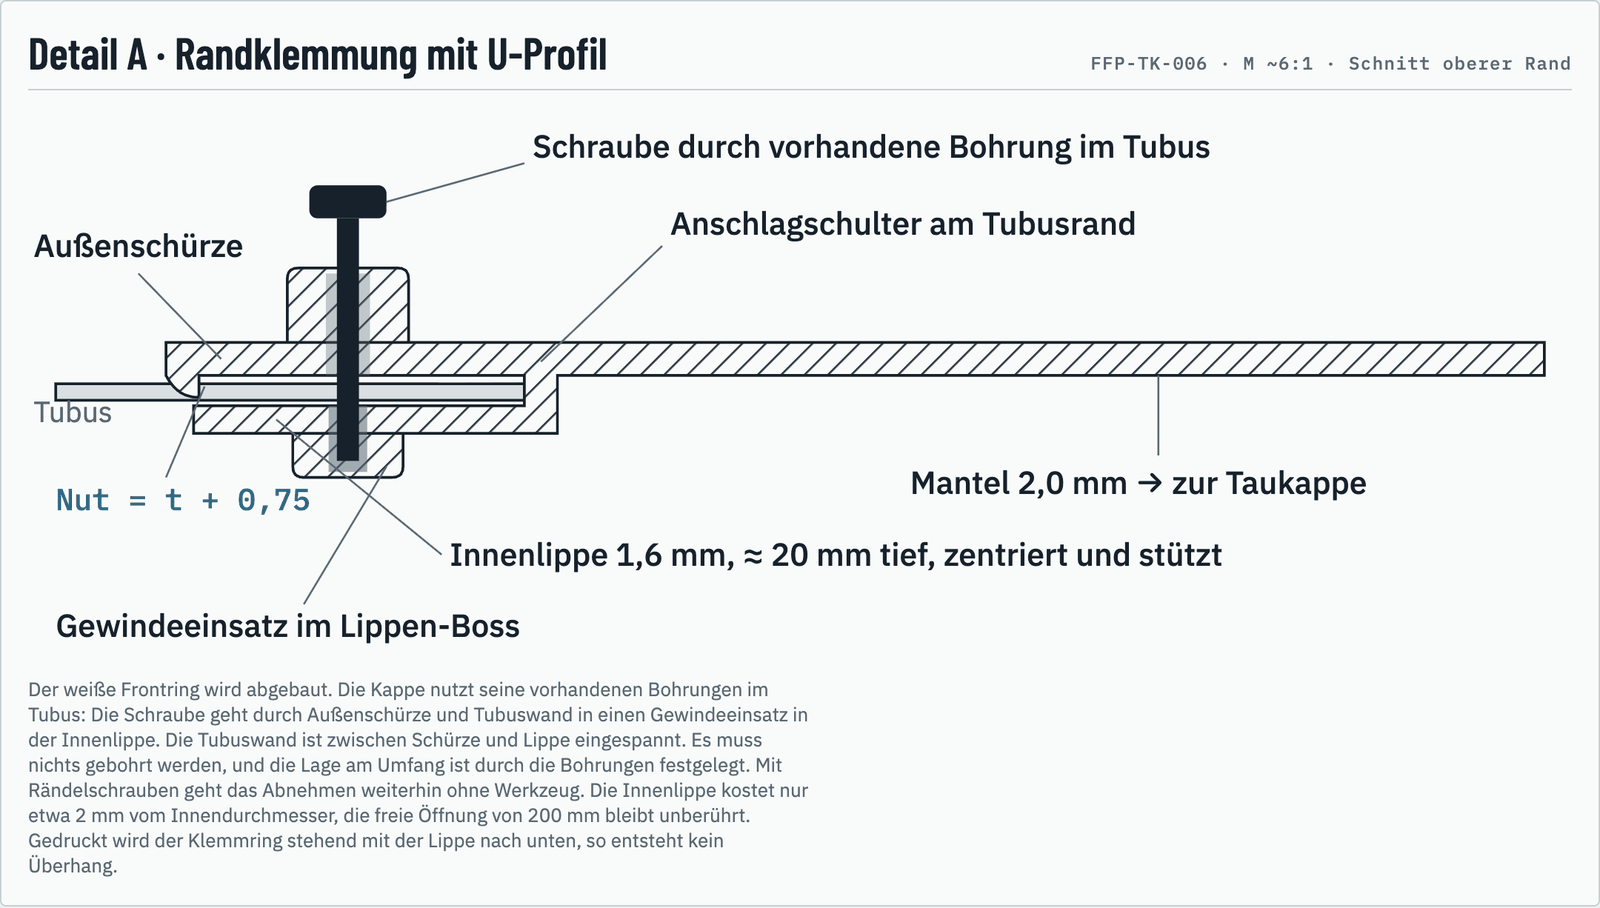 Detail A · Randklemmung mit U-Profil
FFP-TK-006 · M ~6:1 · Schnitt oberer Rand
Schraube durch vorhandene Bohrung im Tubus
Anschlagschulter am Tubusrand
Außenschürze
Tubus
Nut = t + 0,75
Mantel 2,0 mm → zur Taukappe
Innenlippe 1,6 mm, ≈ 20 mm tief, zentriert und stützt
Gewindeeinsatz im Lippen-Boss
Der weiße Frontring wird abgebaut. Die Kappe nutzt seine vorhandenen Bohrungen im
Tubus: Die Schraube geht durch Außenschürze und Tubuswand in einen Gewindeeinsatz in
der Innenlippe. Die Tubuswand ist zwischen Schürze und Lippe eingespannt. Es muss
nichts gebohrt werden, und die Lage am Umfang ist durch die Bohrungen festgelegt. Mit
Rändelschrauben geht das Abnehmen weiterhin ohne Werkzeug. Die Innenlippe kostet nur
etwa 2 mm vom Innendurchmesser, die freie Öffnung von 200 mm bleibt unberührt.
Gedruckt wird der Klemmring stehend mit der Lippe nach unten, so entsteht kein
Überhang.